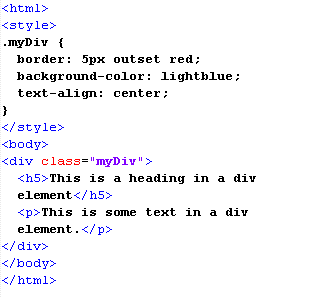 <html>
<style>
.myDiv {
  border: 5px outset red;
  background-color: lightblue;
  text-align: center;
}
</style>
<body>
<div class="myDiv">
  <h5>This is a heading in a div
  element</h5>
  <p>This is some text in a div
  element.</p>
</div>
</body>
</html>